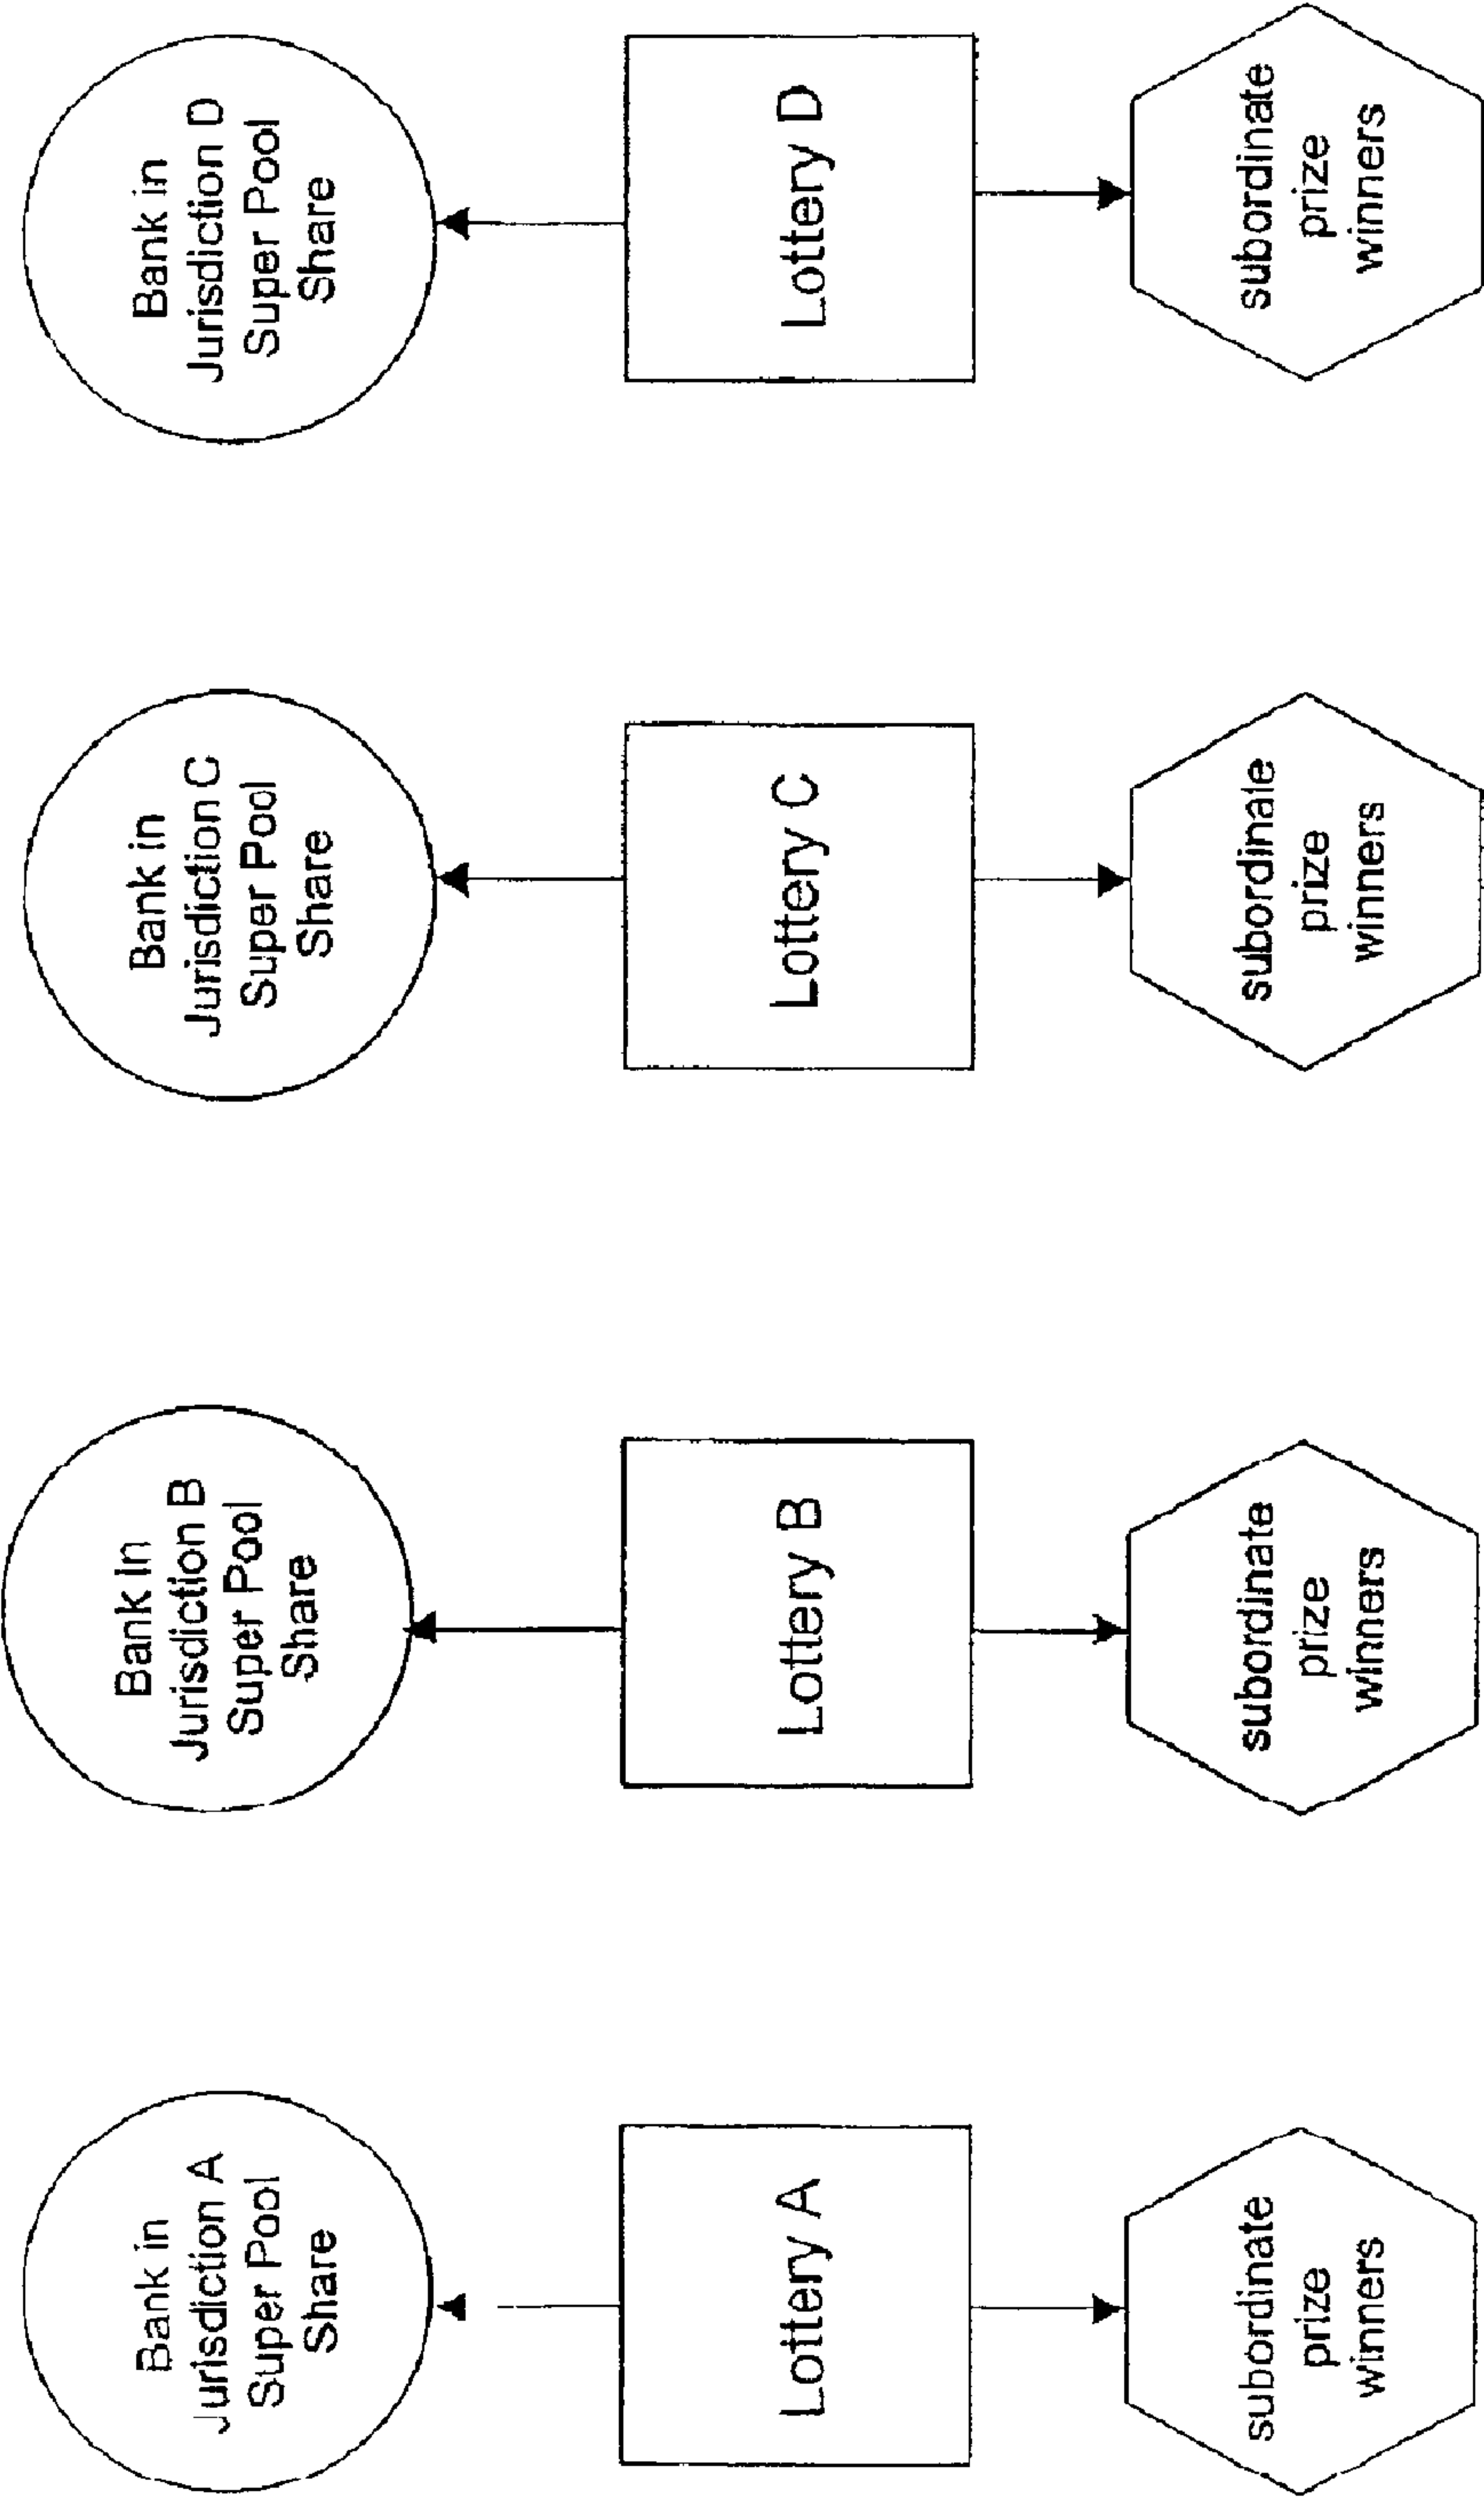 Bank in
Jurisdiction A
Super Pool
Share
Bank In
Jurisdiction B
Super Pool
Share
Bank in
Jurisdiction C
Super Pool
Share
Bank in
Jurisdiction D
Super Pool
Share
Lottery A
Lottery B
Lottery C
Lottery D
subordinate
prize
winners
subordinate
prize
winners
subordinate
prize
winners
subordinate
prize
winners